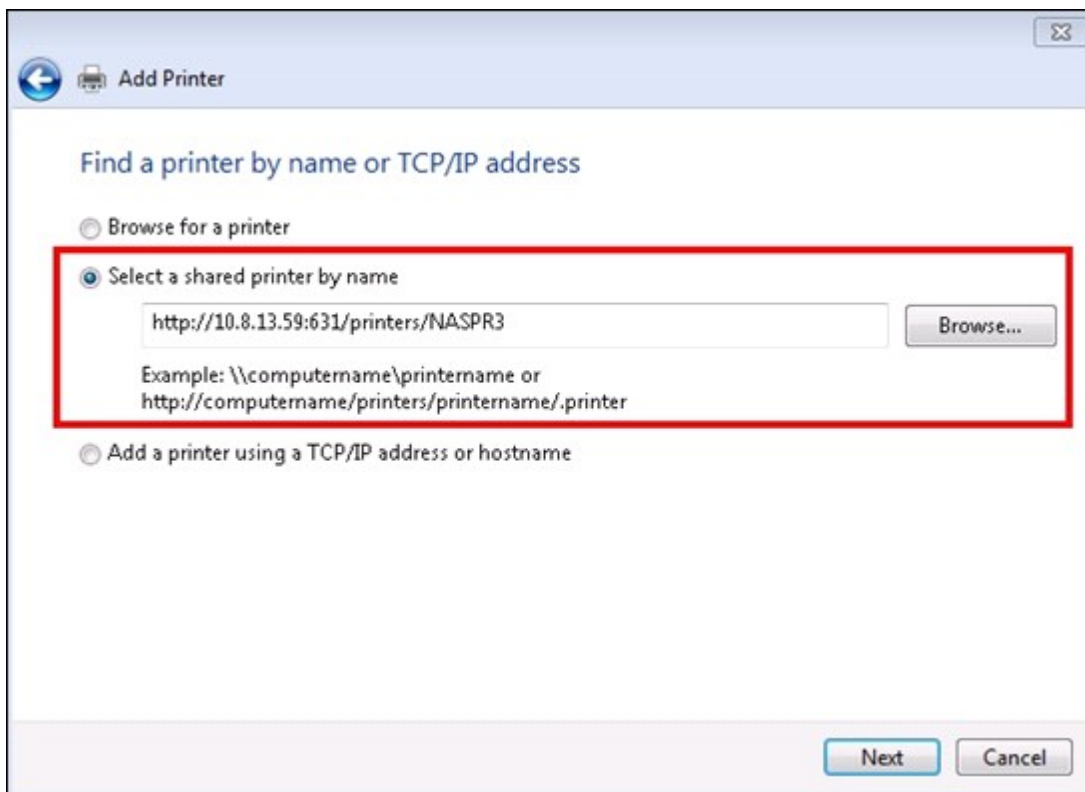 Add Printer
Find a printer by name or TCP/IP address
Browse for a printer
Select a shared printer by name
http://10.8.13.59:631/printers/NASPR3
Browse...
Example: \\computername\printername or
http://computername/printers/printername/.printer
Add a printer using a TCP/IP address or hostname
Next
Cancel